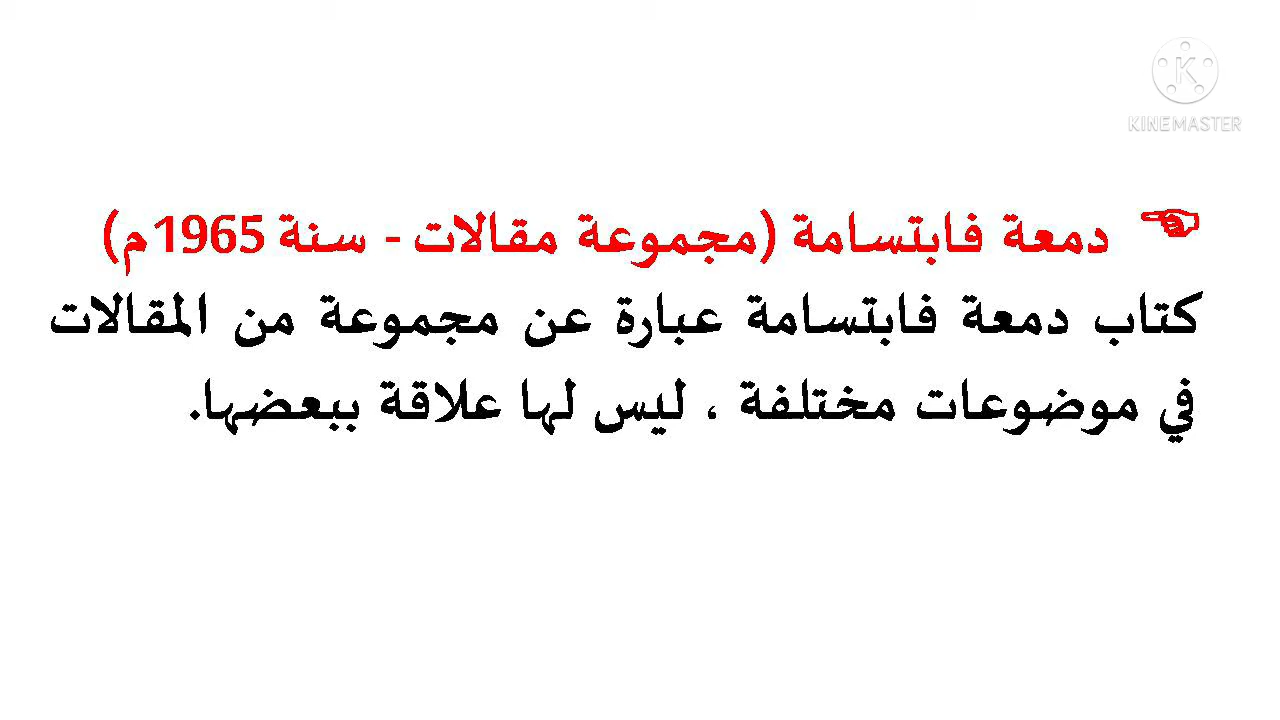 KINEMASTER
☜ دمعة فابتسامة (مجموعة مقالات - سنة 1965م)
كتاب دمعة فابتسامة عبارة عن مجموعة من المقالات
في موضوعات مختلفة ، ليس لها علاقة ببعضها.